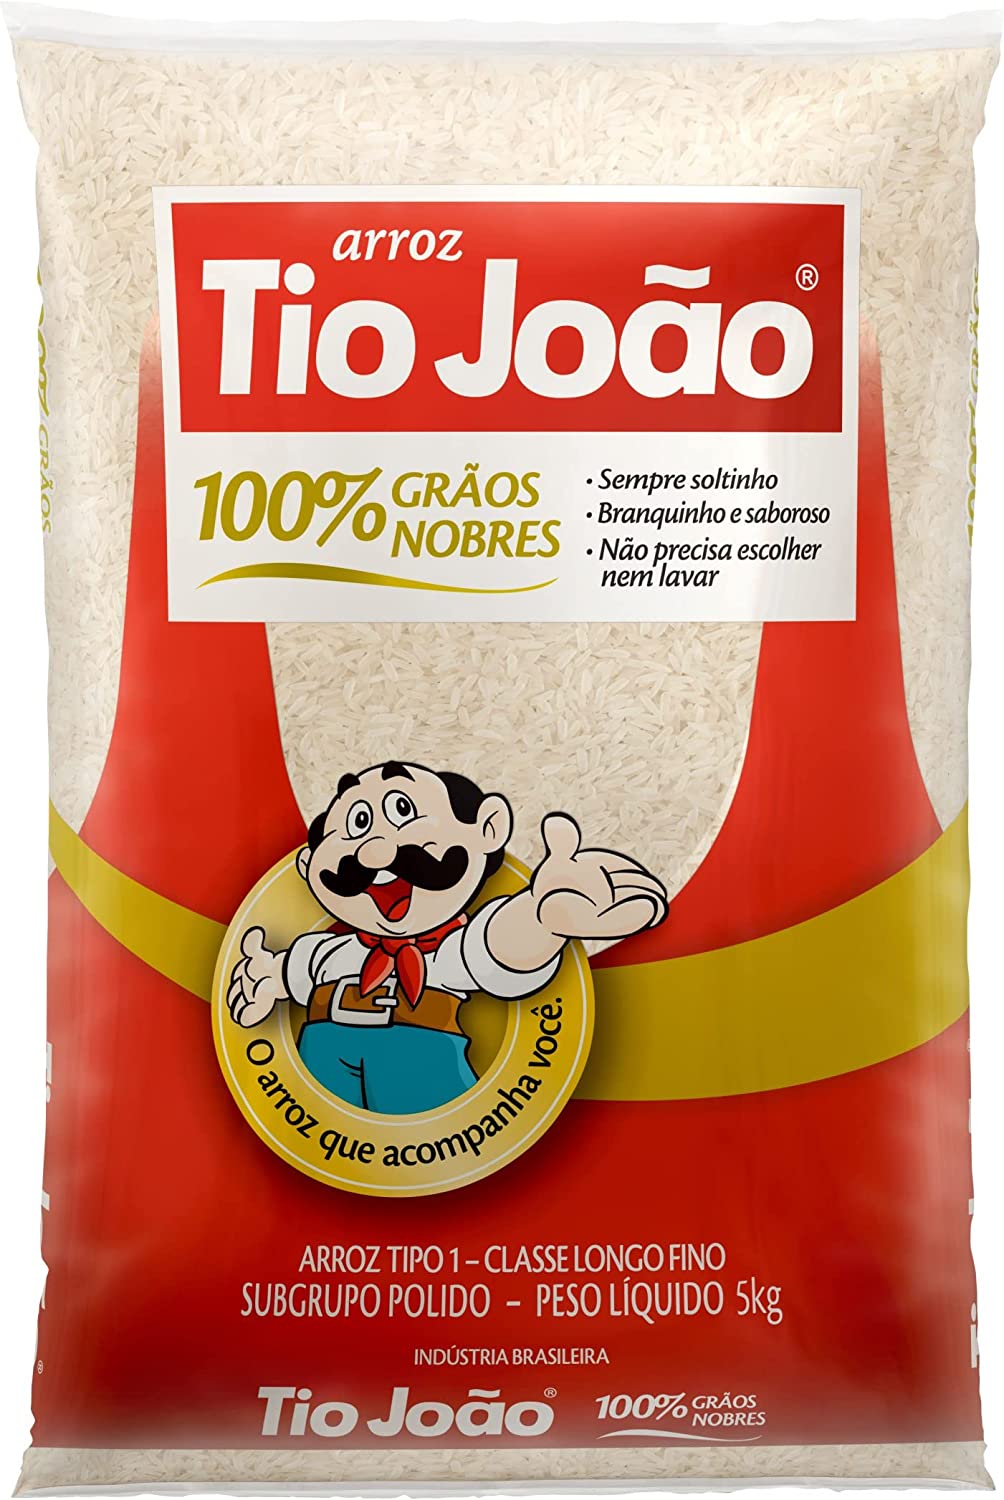 arroz
Tio João®
100% GRÃOS
NOBRES
• Sempre soltinho
• Branquinho e saboroso
• Não precisa escolher
nem lavar
O arroz que acompanha você.
ARROZ TIPO 1 – CLASSE LONGO FINO
SUBGRUPO POLIDO – PESO LÍQUIDO 5kg
INDÚSTRIA BRASILEIRA
Tio João® 100% GRÃOS
NOBRES